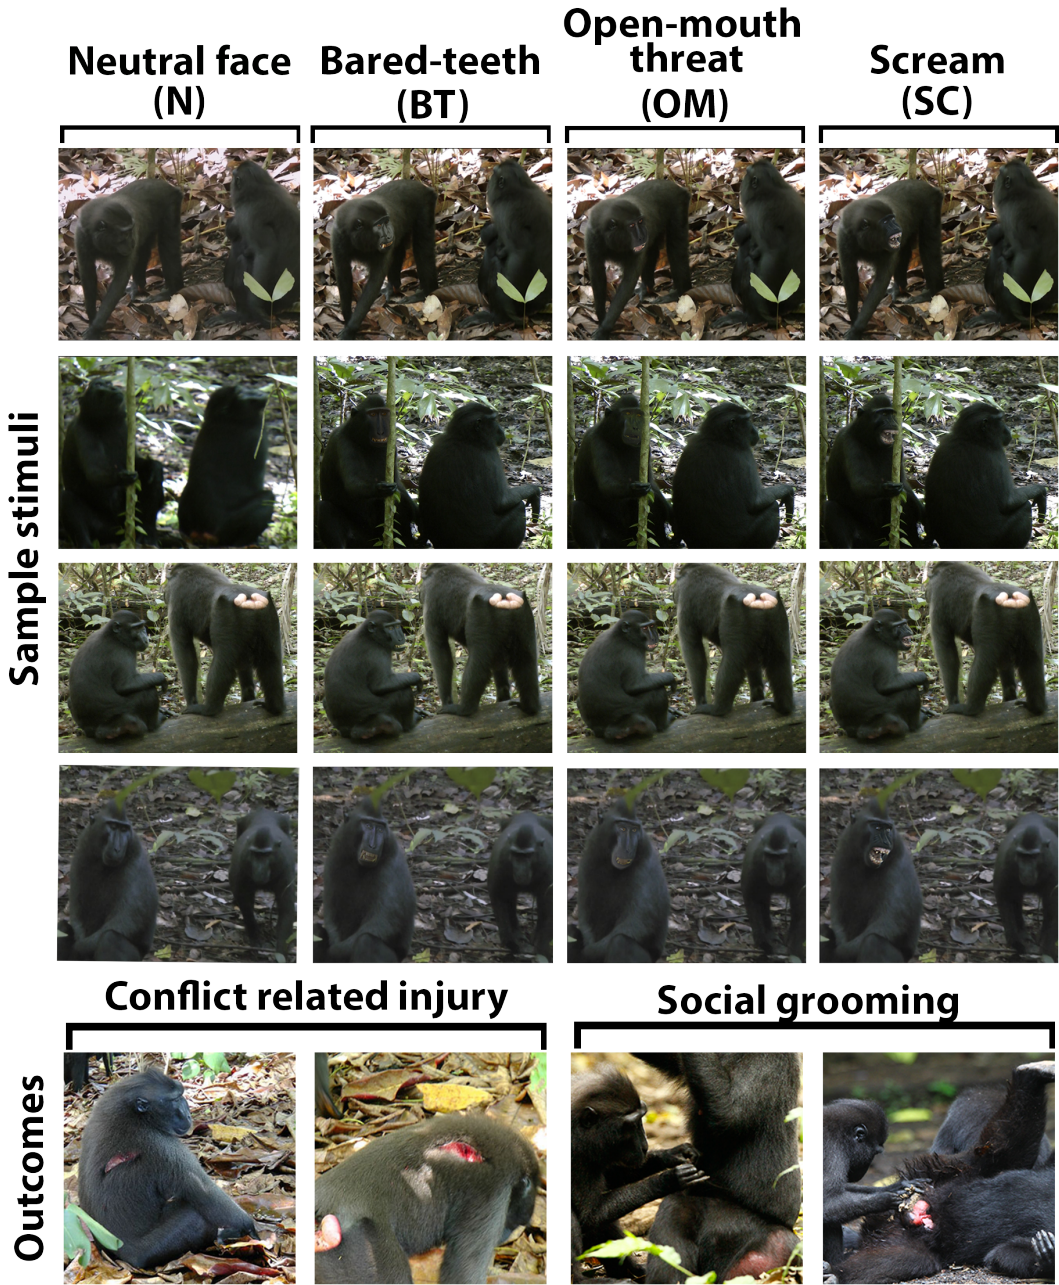 Neutral face
(N)
Bared-teeth
(BT)
Open-mouth
threat
(OM)
Scream
(SC)
Sample stimuli
Conflict related injury
Social grooming
Outcomes